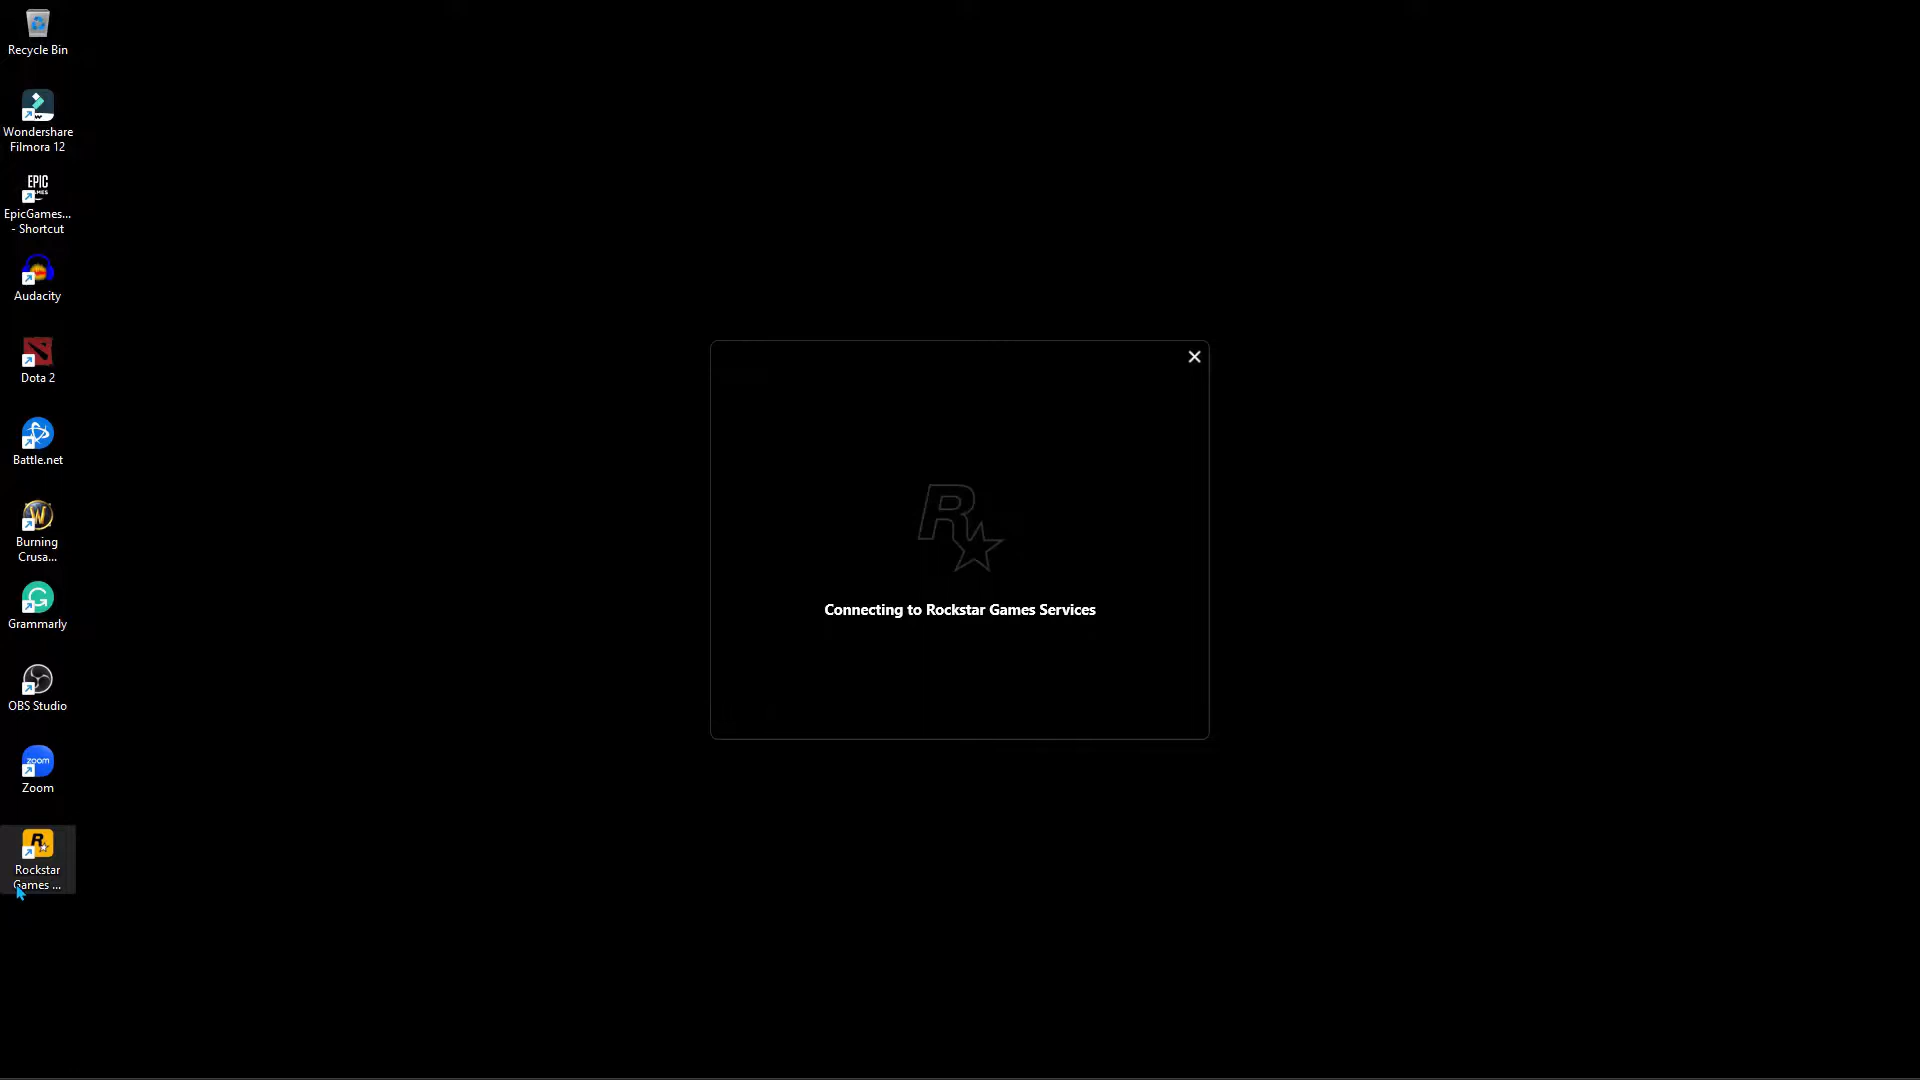 Recycle Bin
Wondershare
Filmora 12
EPIC
EpicGames...
- Shortcut
Audacity
Dota 2
Battle.net
W
Burning
Crusa...
Grammarly
OBS Studio
zoom
Zoom
R
Rockstar
Games ...
R
Connecting to Rockstar Games Services